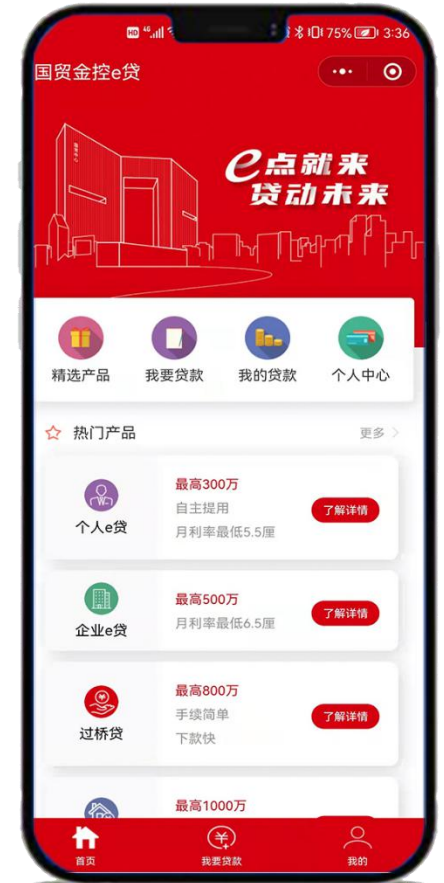 HD 46 75% 3:36
国贸金控e贷
e点就来
贷动未来
精选产品 我要贷款 我的贷款 个人中心
热门产品 更多
最高300万
自主提用
月利率最低5.5厘
个人e贷
了解详情
最高500万
月利率最低6.5厘
企业e贷
了解详情
最高800万
手续简单
下款快
过桥贷
了解详情
最高1000万
首页 我要贷款 我的